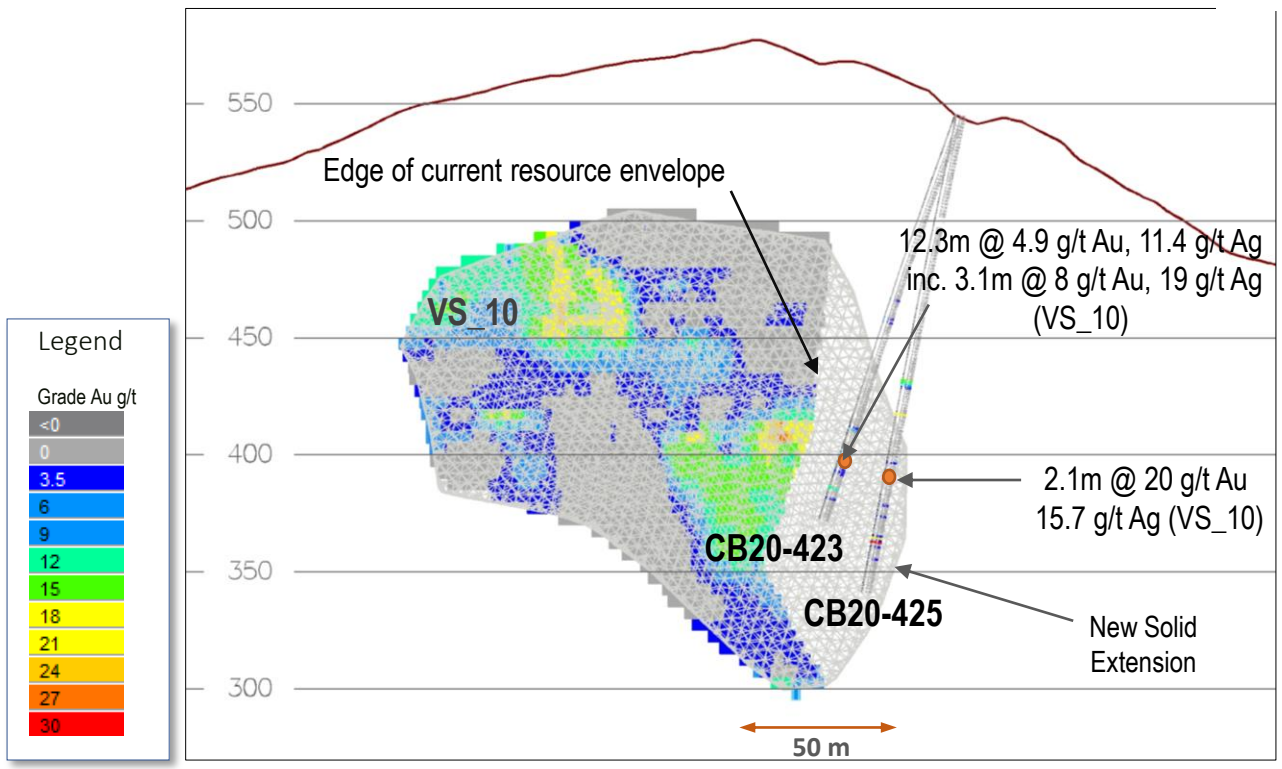 550
Edge of current resource envelope
500
12.3m @ 4.9 g/t Au, 11.4 g/t Ag
inc. 3.1m @ 8 g/t Au, 19 g/t Ag
(VS_10)
VS_10
450
400
2.1m @ 20 g/t Au
15.7 g/t Ag (VS_10)
CB20-423
350
CB20-425
New Solid
Extension
300
50 m
Legend
Grade Au g/t
<0
0
3.5
6
9
12
15
18
21
24
27
30